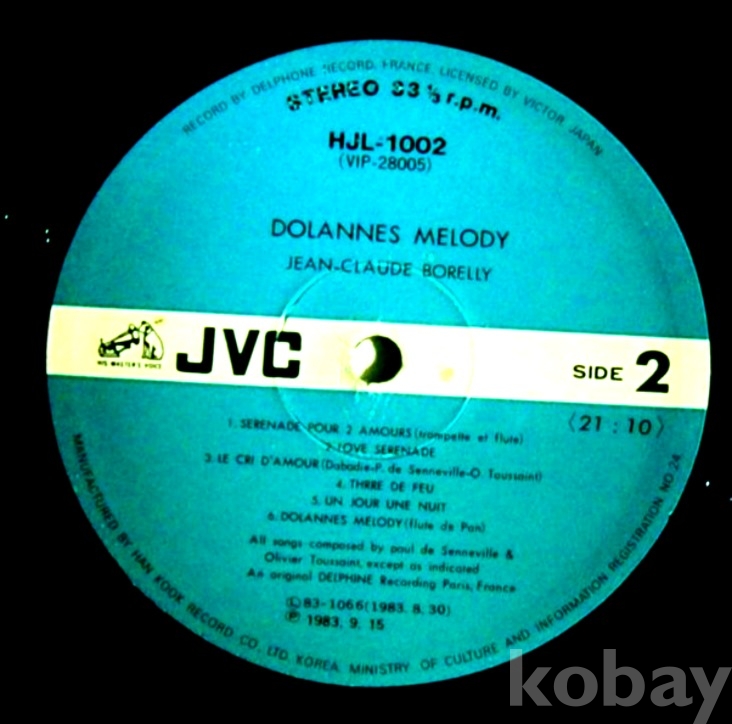 RECORD BY DELPHONE RECORD, FRANCE, LICENSED BY VICTOR JAPAN
STEREO 33⅓ r.p.m.
HJL-1002
(VIP-28005)
DOLANNES MELODY
JEAN-CLAUDE BORELLY
HIS MASTER'S VOICE
JVC
SIDE 2
〈21 : 10〉
1. SERENADE POUR 2 AMOURS (trompette et flute)
2. LOVE SERENADE
3. LE CRI D'AMOUR (Dabadie-P. de Senneville-O. Toussaint)
4. THRRE DE FEU
5. UN JOUR UNE NUIT
6. DOLANNES MELODY (flute de Pan)
All songs composed by paul de Senneville &
Olivier Toussaint, except as indicated
An original DELPHINE Recording Paris, France
Ⓛ 83-1066 (1983. 8. 30)
Ⓟ 1983. 9. 15
MANUFACTURED BY HAN KOOK RECORD CO., LTD. KOREA. MINISTRY OF CULTURE AND INFORMATION REGISTRATION NO. 24
kobay